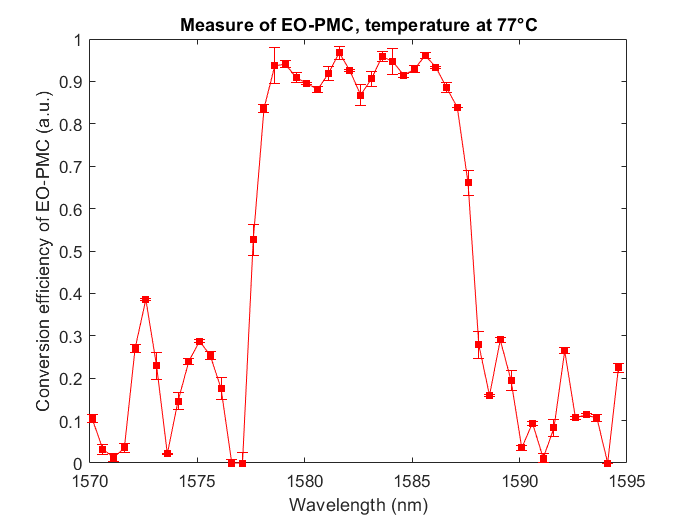 Measure of EO-PMC, temperature at 77°C
Conversion efficiency of EO-PMC (a.u.)
1
0.9
0.8
0.7
0.6
0.5
0.4
0.3
0.2
0.1
0
1570 1575 1580 1585 1590 1595
Wavelength (nm)